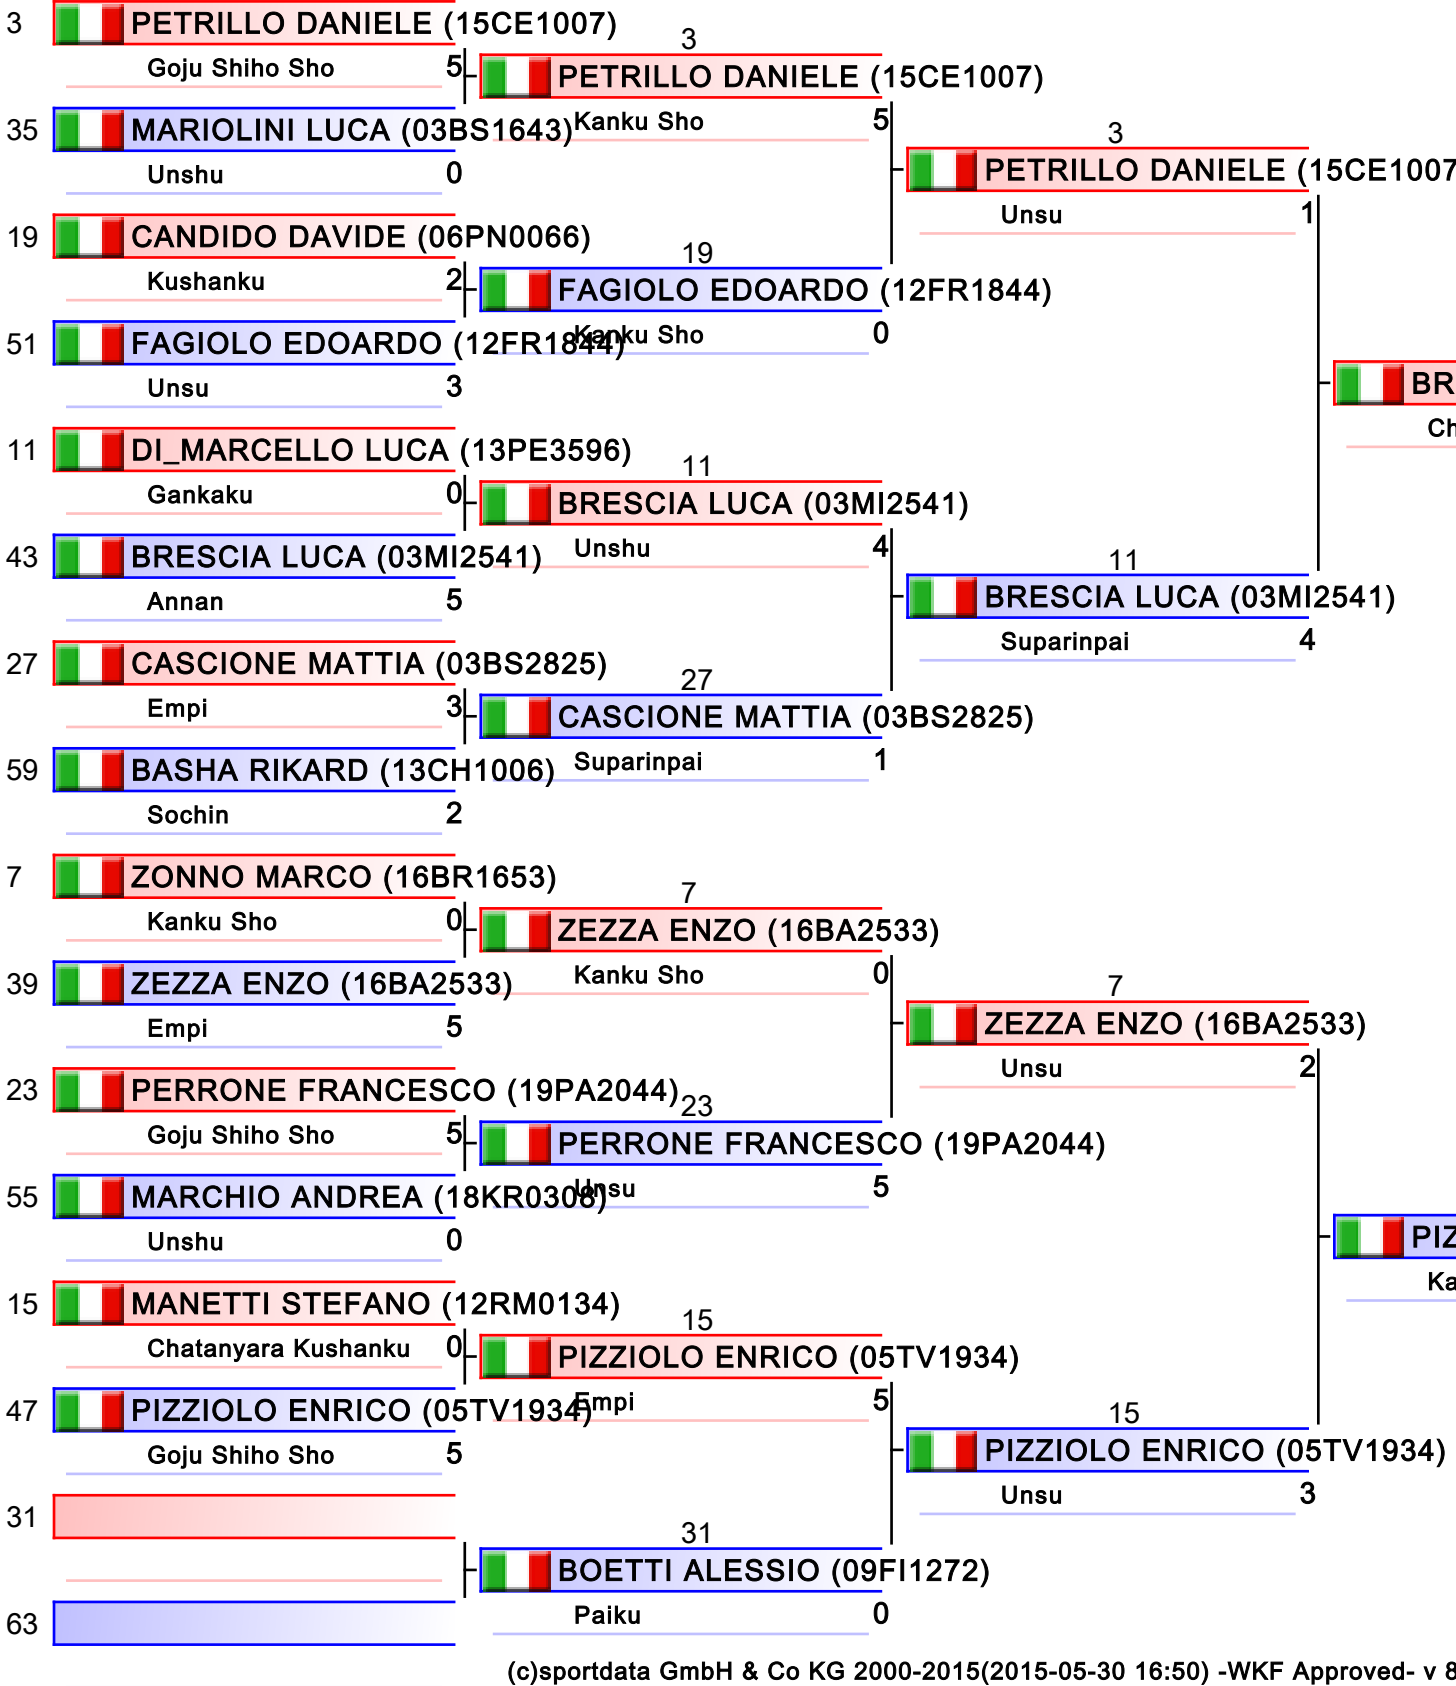 3 PETRILLO DANIELE (15CE1007)
Goju Shiho Sho 5
35 MARIOLINI LUCA (03BS1643)
Unshu 0
19 CANDIDO DAVIDE (06PN0066)
Kushanku 2
51 FAGIOLO EDOARDO (12FR1844)
Unsu 3
11 DI_MARCELLO LUCA (13PE3596)
Gankaku 0
43 BRESCIA LUCA (03MI2541)
Annan 5
27 CASCIONE MATTIA (03BS2825)
Empi 3
59 BASHA RIKARD (13CH1006)
Sochin 2
7 ZONNO MARCO (16BR1653)
Kanku Sho 0
39 ZEZZA ENZO (16BA2533)
Empi 5
23 PERRONE FRANCESCO (19PA2044)
Goju Shiho Sho 5
55 MARCHIO ANDREA (18KR0308)
Unshu 0
15 MANETTI STEFANO (12RM0134)
Chatanyara Kushanku 0
47 PIZZIOLO ENRICO (05TV1934)
Goju Shiho Sho 5
31
63
3
PETRILLO DANIELE (15CE1007)
Kanku Sho 5
19
FAGIOLO EDOARDO (12FR1844)
Kanku Sho 0
11
BRESCIA LUCA (03MI2541)
Unshu 4
27
CASCIONE MATTIA (03BS2825)
Suparinpai 1
7
ZEZZA ENZO (16BA2533)
Kanku Sho 0
23
PERRONE FRANCESCO (19PA2044)
Unsu 5
15
PIZZIOLO ENRICO (05TV1934)
Empi 5
31
BOETTI ALESSIO (09FI1272)
Paiku 0
3
PETRILLO DANIELE (15CE1007
Unsu 1
11
BRESCIA LUCA (03MI2541)
Suparinpai 4
7
ZEZZA ENZO (16BA2533)
Unsu 2
15
PIZZIOLO ENRICO (05TV1934)
Unsu 3
BR
Ch
PIZ
Ka
(c)sportdata GmbH & Co KG 2000-2015(2015-05-30 16:50) -WKF Approved- v 8